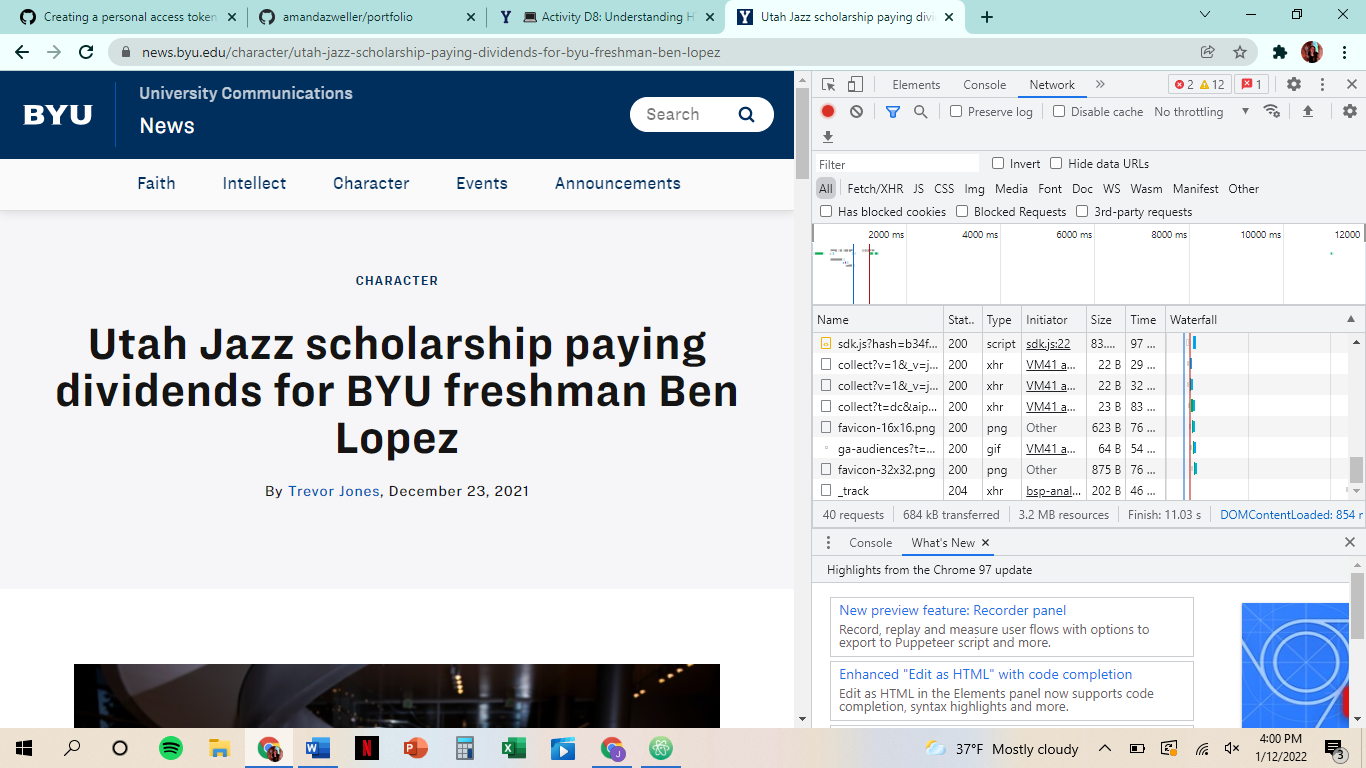 Creating a personal access token
amandazweller/portfolio
Activity D8: Understanding H
Utah Jazz scholarship paying divi
news.byu.edu/character/utah-jazz-scholarship-paying-dividends-for-byu-freshman-ben-lopez
BYU
University Communications
News
Search
Faith
Intellect
Character
Events
Announcements
CHARACTER
Utah Jazz scholarship paying
dividends for BYU freshman Ben
Lopez
By Trevor Jones, December 23, 2021
Elements
Console
Network
2
12
1
Preserve log
Disable cache
No throttling
Filter
Invert
Hide data URLs
All Fetch/XHR JS CSS Img Media Font Doc WS Wasm Manifest Other
Has blocked cookies
Blocked Requests
3rd-party requests
2000 ms
4000 ms
6000 ms
8000 ms
10000 ms
12000
Name Stat.. Type Initiator Size Time Waterfall
sdk.js?hash=b34f... 200 script sdk.js:22 83.... 97 ...
collect?v=1&_v=j... 200 xhr VM41 a... 22 B 29 ...
collect?v=1&_v=j... 200 xhr VM41 a... 22 B 32 ...
collect?t=dc&aip... 200 xhr VM41 a... 23 B 83 ...
favicon-16x16.png 200 png Other 623 B 76 ...
ga-audiences?t=... 200 gif VM41 a... 64 B 54 ...
favicon-32x32.png 200 png Other 875 B 76 ...
_track 204 xhr bsp-anal... 202 B 46 ...
40 requests
684 kB transferred
3.2 MB resources
Finish: 11.03 s
DOMContentLoaded: 854 r
Console
What's New
Highlights from the Chrome 97 update
New preview feature: Recorder panel
Record, replay and measure user flows with options to
export to Puppeteer script and more.
Enhanced "Edit as HTML" with code completion
Edit as HTML in the Elements panel now supports code
completion, syntax highlights and more.
37°F Mostly cloudy
4:00 PM
1/12/2022
3